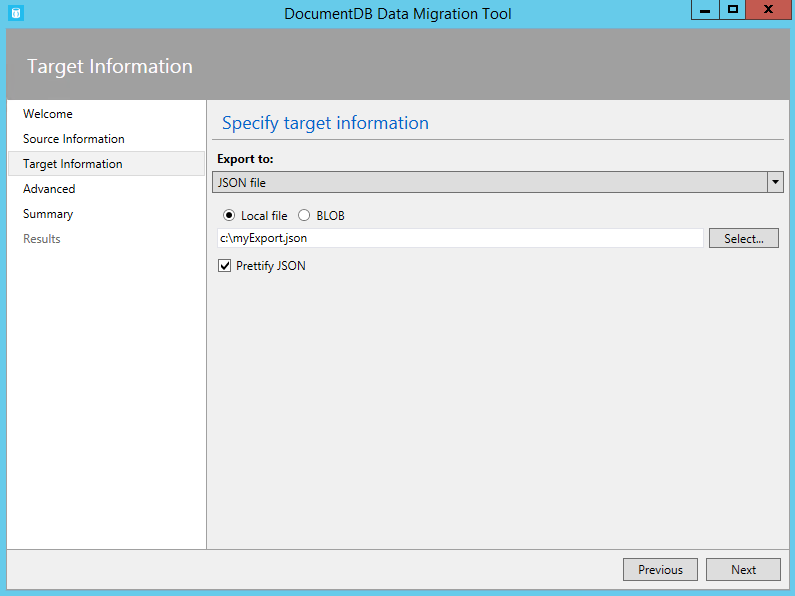 DocumentDB Data Migration Tool
Target Information
Welcome
Source Information
Target Information
Advanced
Summary
Results
Specify target information
Export to:
JSON file
Local file BLOB
c:\myExport.json Select...
Prettify JSON
Previous Next